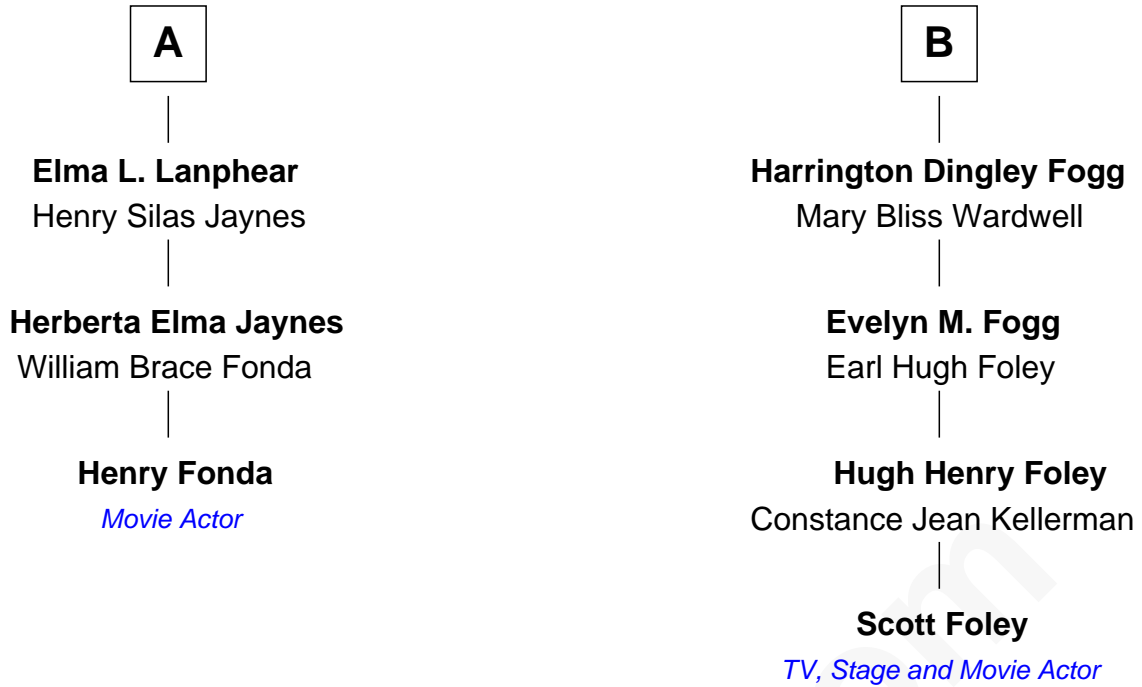 A
Elma L. Lanphear
Henry Silas Jaynes
Herberta Elma Jaynes
William Brace Fonda
Henry Fonda
Movie Actor
B
Harrington Dingley Fogg
Mary Bliss Wardwell
Evelyn M. Fogg
Earl Hugh Foley
Hugh Henry Foley
Constance Jean Kellerman
Scott Foley
TV, Stage and Movie Actor